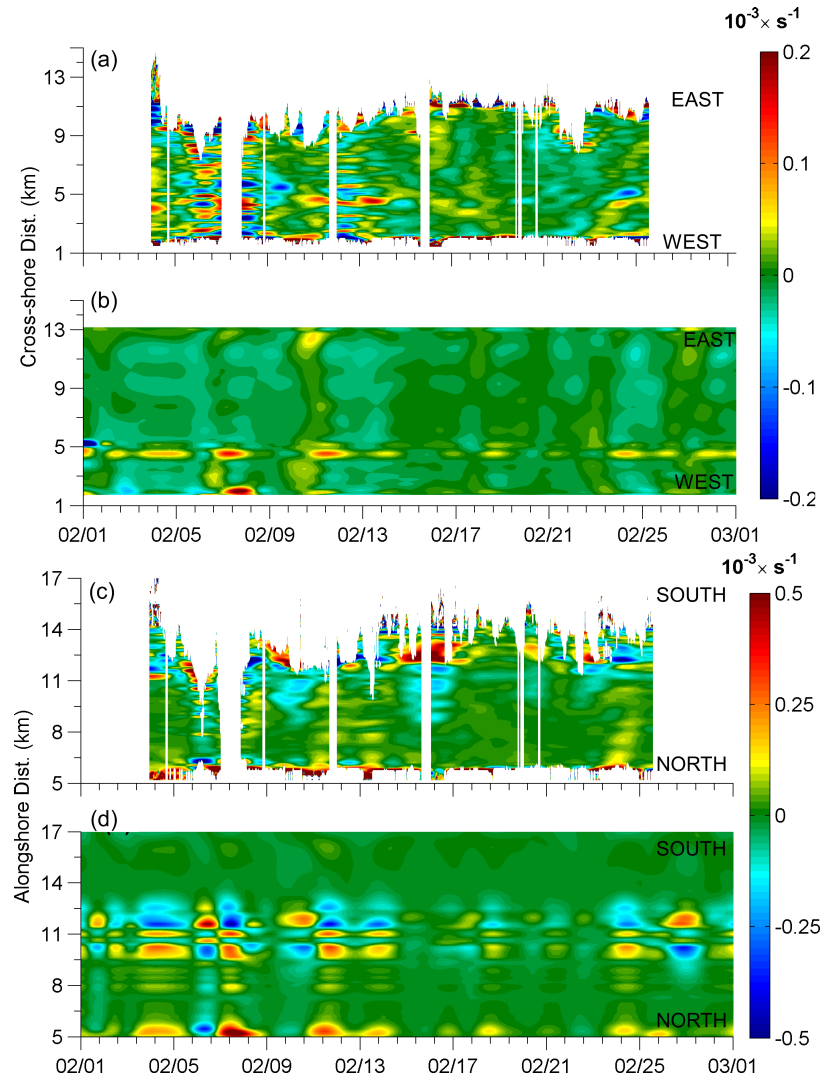 10⁻³× s⁻¹
(a)
EAST
WEST
13
9
5
1
Cross-shore Dist. (km)
0.2
0.1
0
-0.1
-0.2
(b)
EAST
WEST
13
9
5
1
02/01 02/05 02/09 02/13 02/17 02/21 02/25 03/01
10⁻³× s⁻¹
(c)
SOUTH
NORTH
17
14
11
8
5
Alongshore Dist. (km)
0.5
0.25
0
-0.25
-0.5
(d)
SOUTH
NORTH
17
14
11
8
5
02/01 02/05 02/09 02/13 02/17 02/21 02/25 03/01